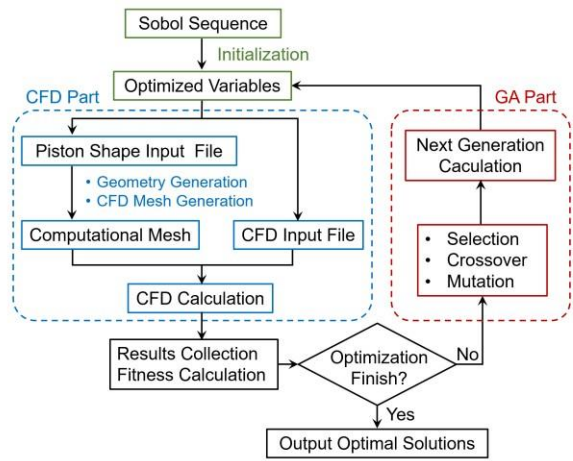 Sobol Sequence
Initialization
Optimized Variables
CFD Part
GA Part
Piston Shape Input File
• Geometry Generation
• CFD Mesh Generation
Computational Mesh
CFD Input File
CFD Calculation
Next Generation
Caculation
• Selection
• Crossover
• Mutation
Results Collection
Fitness Calculation
Optimization
Finish?
No
Yes
Output Optimal Solutions